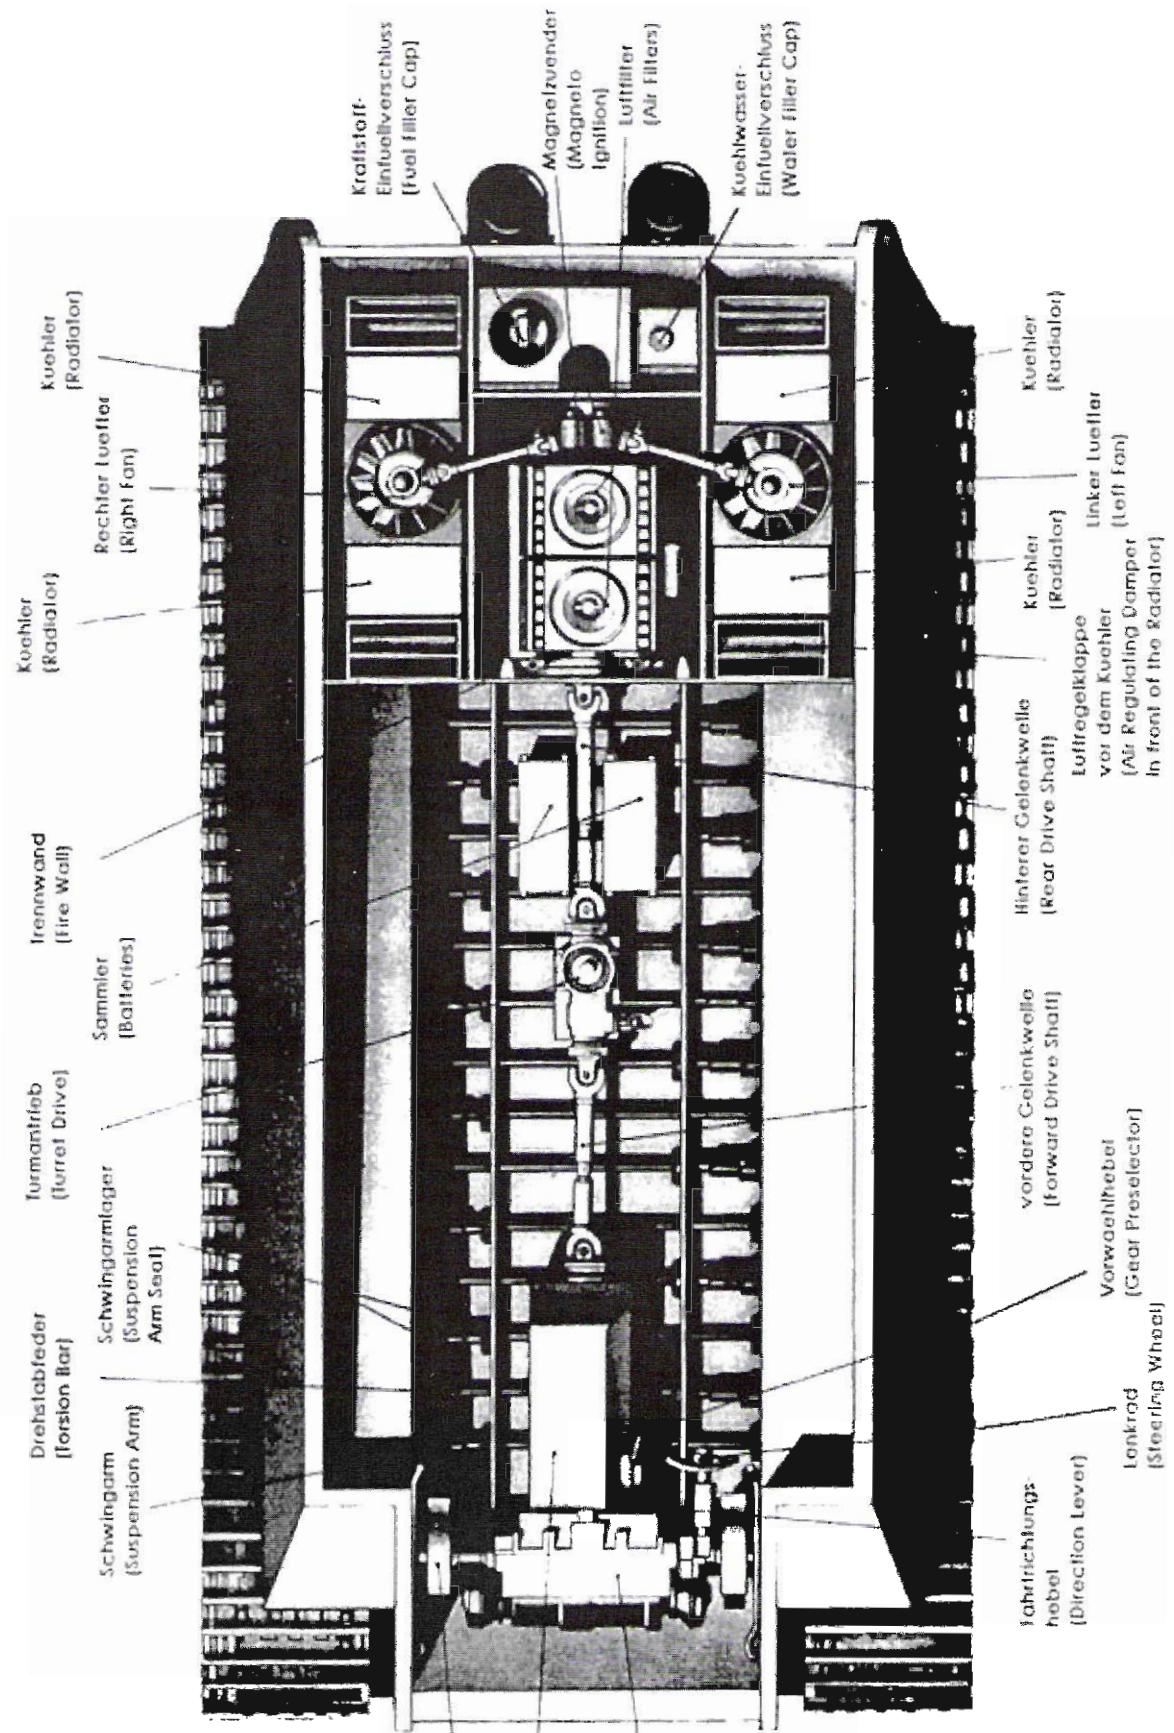 Kuehler
(Radiator)
Trennwand
(Fire Wall)
Turmantrieb
(Turret Drive)
Drehstabfeder
(Torsion Bar)
Kuehler
(Radiator)
Rechter Luefter
(Right Fan)
Sammler
(Batteries)
Schwingarmlager
(Suspension
Arm Seal)
Schwingarm
(Suspension Arm)
Kraftstoff-
Einfuellverschluss
(Fuel Filler Cap)
Magnetzuender
(Magneto
Ignition)
Luftfilter
(Air Filters)
Kuehlwasser-
Einfuellverschluss
(Water Filler Cap)
Kuehler
(Radiator)
Linker Luefter
(Left Fan)
Kuehler
(Radiator)
Luftregelklappe
vor dem Kuehler
(Air Regulating Damper
In front of the Radiator)
Hinterer Gelenkwelle
(Rear Drive Shaft)
vordere Gelenkwelle
(Forward Drive Shaft)
Vorwaehlhebel
(Gear Preselector)
Lenkrad
(Steering Wheel)
Fahrtrichtungs-
hebel
(Direction Lever)